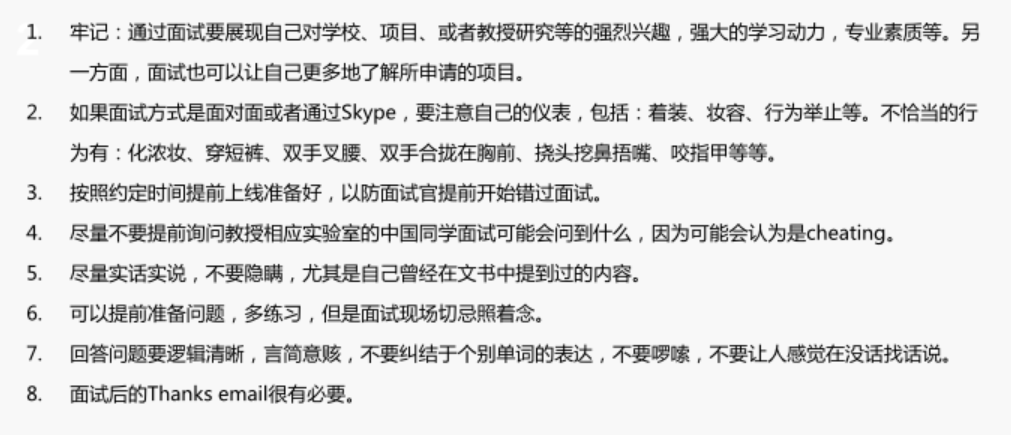 1. 牢记：通过面试要展现自己对学校、项目、或者教授研究等的强烈兴趣，强大的学习动力，专业素质等。另
一方面，面试也可以让自己更多地了解所申请的项目。
2. 如果面试方式是面对面或者通过Skype，要注意自己的仪表，包括：着装、妆容、行为举止等。不恰当的行
为有：化浓妆、穿短裤、双手叉腰、双手合拢在胸前、挠头挖鼻捂嘴、咬指甲等等。
3. 按照约定时间提前上线准备好，以防面试官提前开始错过面试。
4. 尽量不要提前询问教授相应实验室的中国同学面试可能会问到什么，因为可能会认为是cheating。
5. 尽量实话实说，不要隐瞒，尤其是自己曾经在文书中提到过的内容。
6. 可以提前准备问题，多练习，但是面试现场切忌照着念。
7. 回答问题要逻辑清晰，言简意赅，不要纠结于个别单词的表达，不要啰嗦，不要让人感觉在没话找话说。
8. 面试后的Thanks email很有必要。